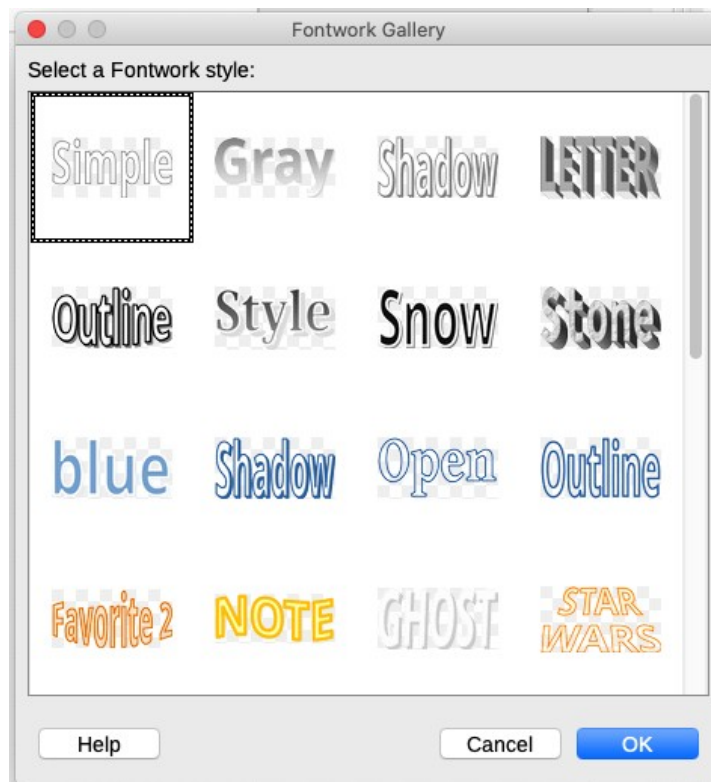 Fontwork Gallery
Select a Fontwork style:
Simple Gray Shadow LETTER
Outline Style Snow Stone
blue Shadow Open Outline
Favorite 2 NOTE GHOST STAR
WARS
Help Cancel OK